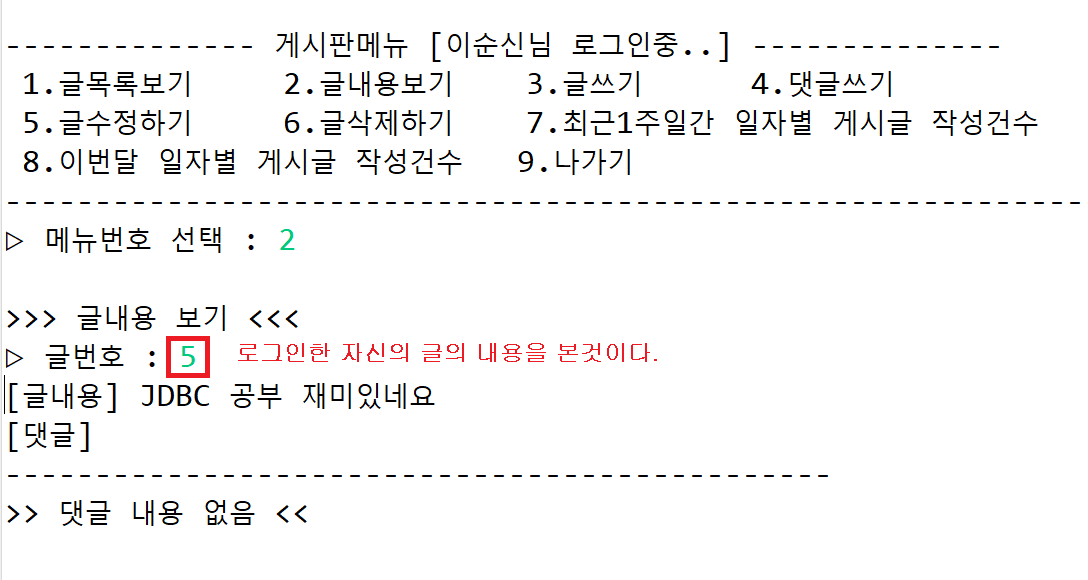 -------------- 게시판메뉴 [이순신님 로그인중..] --------------
1.글목록보기 2.글내용보기 3.글쓰기 4.댓글쓰기
5.글수정하기 6.글삭제하기 7.최근1주일간 일자별 게시글 작성건수
8.이번달 일자별 게시글 작성건수 9.나가기
------------------------------------------------------------
▷ 메뉴번호 선택 : 2
>>> 글내용 보기 <<<
▷ 글번호 : 5 로그인한 자신의 글의 내용을 본것이다.
[글내용] JDBC 공부 재미있네요
[댓글]
----------------------------------------------
>> 댓글 내용 없음 <<